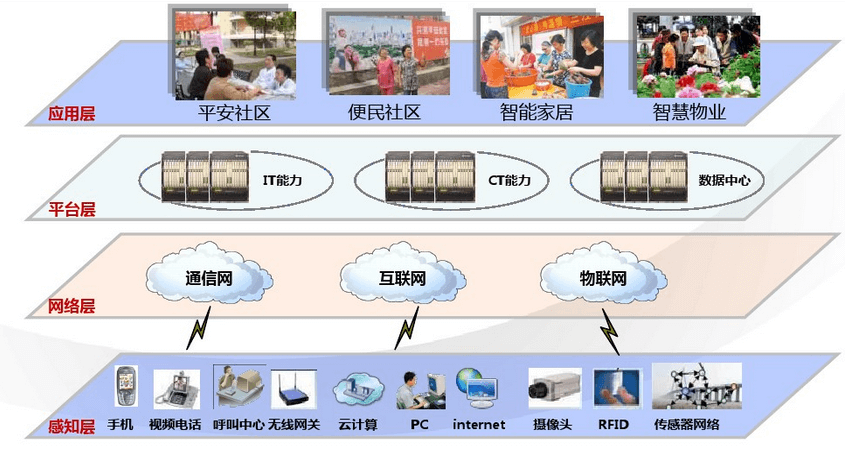 平安社区
便民社区
智能家居
智慧物业
应用层
IT能力
CT能力
数据中心
平台层
通信网
互联网
物联网
网络层
手机
视频电话
呼叫中心
无线网关
云计算
PC
internet
摄像头
RFID
传感器网络
感知层